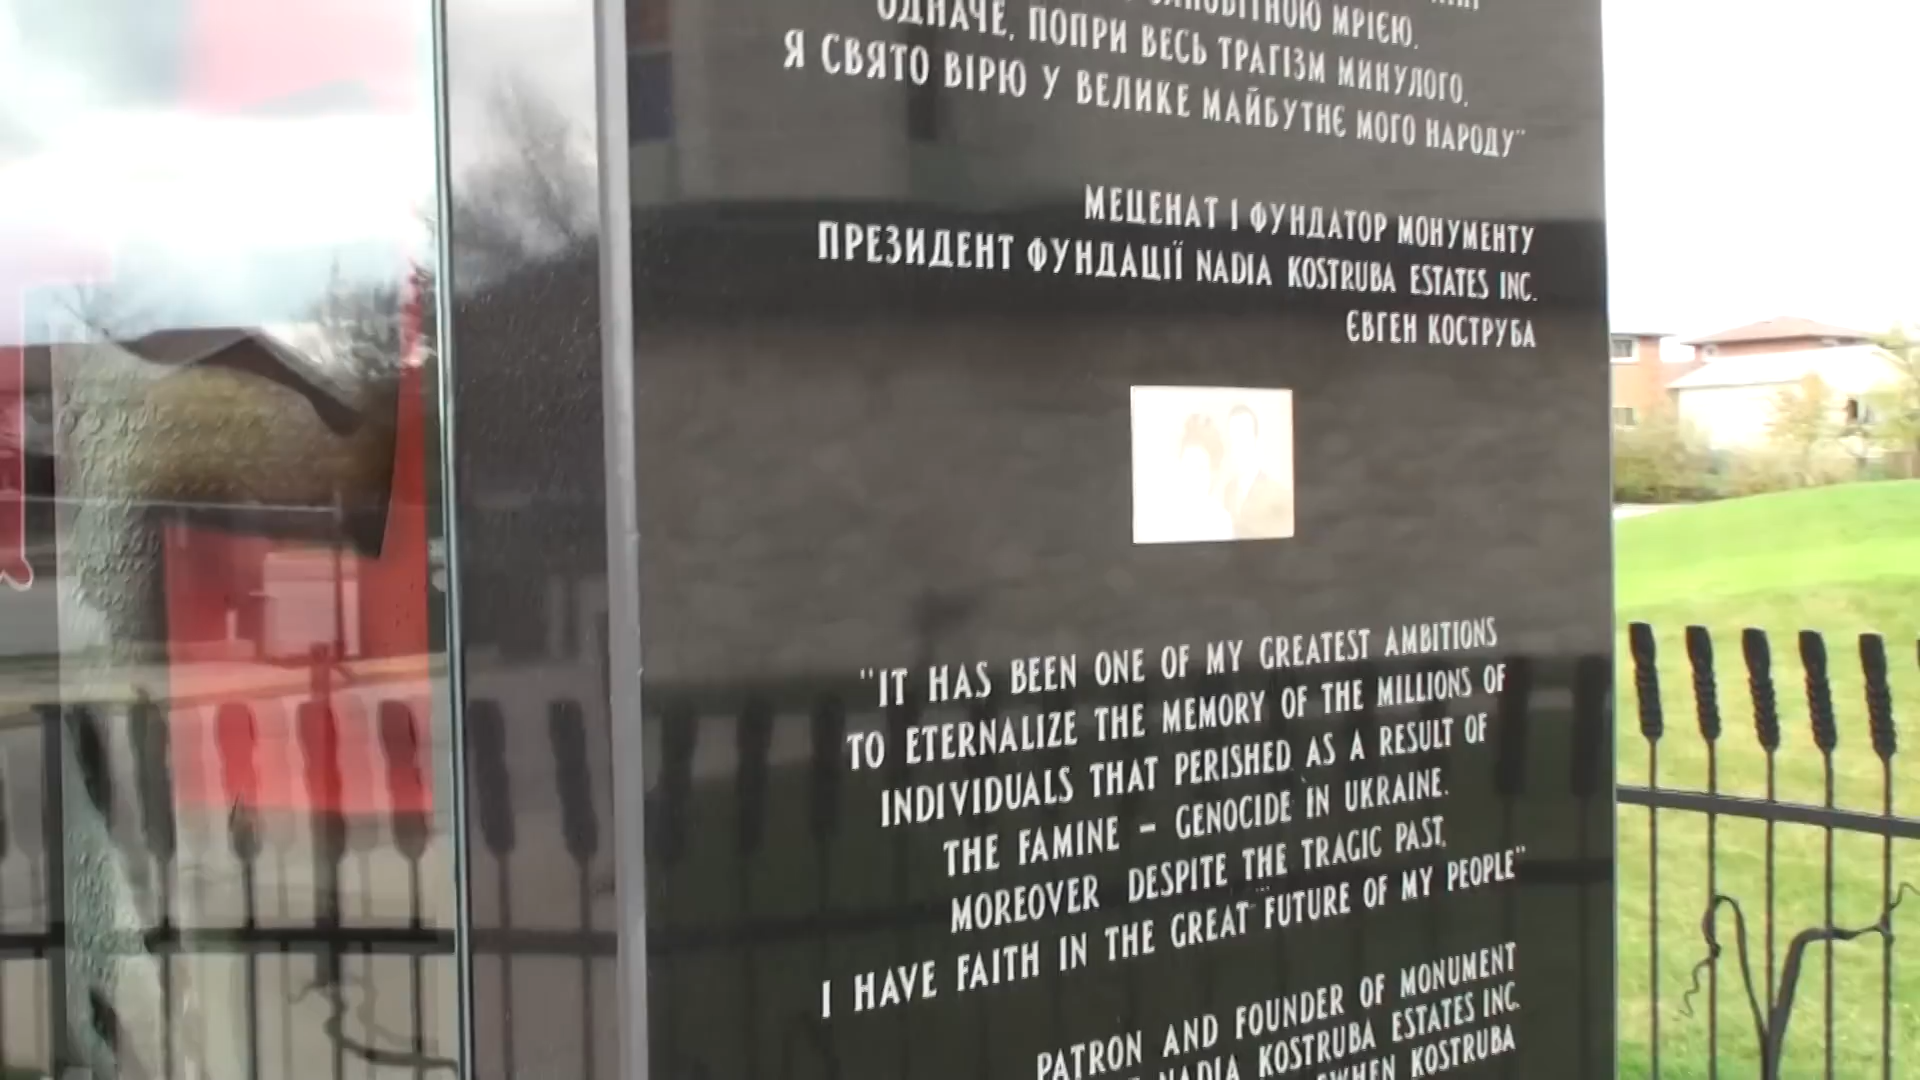 МРІЄЮ.
ОДНАЧЕ, ПОПРИ ВЕСЬ ТРАГІЗМ МИНУЛОГО,
Я СВЯТО ВІРЮ У ВЕЛИКЕ МАЙБУТНЄ МОГО НАРОДУ"
МЕЦЕНАТ І ФУНДАТОР МОНУМЕНТУ
ПРЕЗИДЕНТ ФУНДАЦІЇ NADIA KOSTRUBA ESTATES INC.
ЄВГЕН КОСТРУБА
"IT HAS BEEN ONE OF MY GREATEST AMBITIONS
TO ETERNALIZE THE MEMORY OF THE MILLIONS OF
INDIVIDUALS THAT PERISHED AS A RESULT OF
THE FAMINE – GENOCIDE IN UKRAINE.
MOREOVER DESPITE THE TRAGIC PAST,
I HAVE FAITH IN THE GREAT FUTURE OF MY PEOPLE"
PATRON AND FOUNDER OF MONUMENT
NADIA KOSTRUBA ESTATES INC.
KOSTRUBA